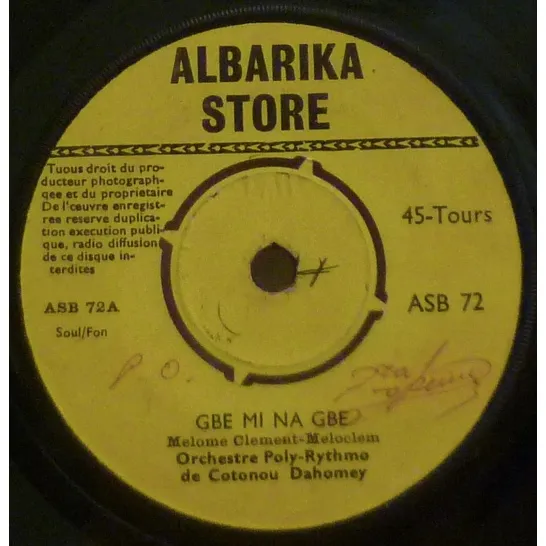 ALBARIKA
STORE
Tuous droit du pro-
ducteur photograph-
qee et du proprietaire
De l'œuvre enregist-
res reserve duplica-
tion execution publi-
que, radio diffusion
de ce disque in-
terdites
45-Tours
ASB 72A
ASB 72
Soul/Fon
P O.
GBE MI NA GBE
Melome Clement-Meloclem
Orchestre Poly-Rythmo
de Cotonou Dahomey